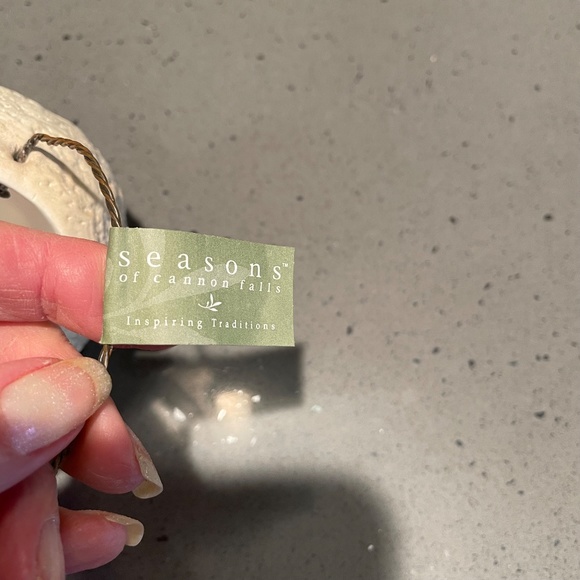 seasons™
of cannon falls
Inspiring Traditions